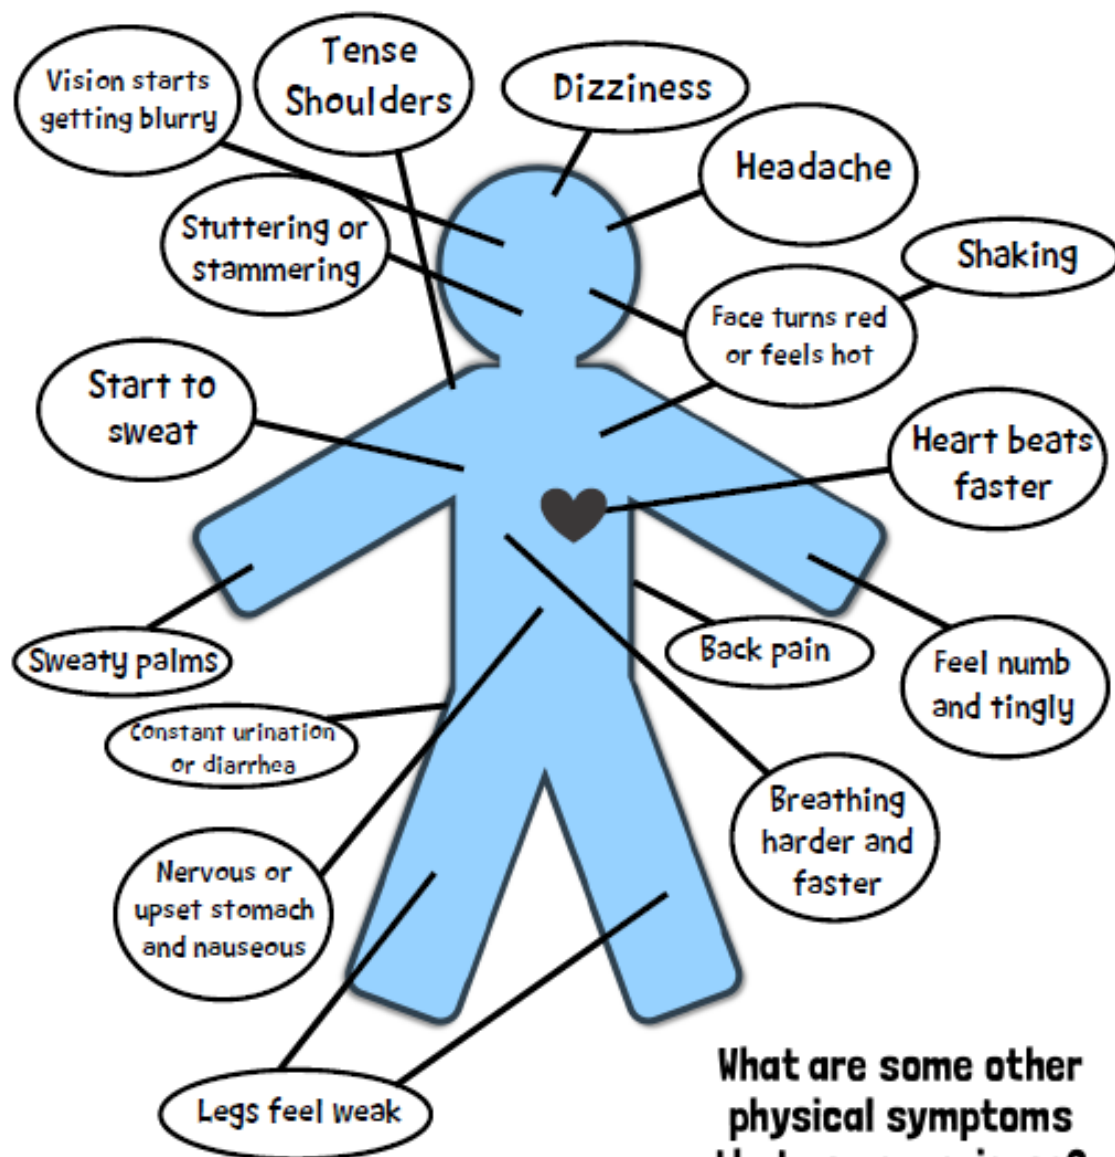 Vision starts
getting blurry
Tense
Shoulders
Dizziness
Headache
Stuttering or
stammering
Shaking
Face turns red
or feels hot
Start to
sweat
Heart beats
faster
Sweaty palms
Back pain
Feel numb
and tingly
Constant urination
or diarrhea
Breathing
harder and
faster
Nervous or
upset stomach
and nauseous
Legs feel weak
What are some other
physical symptoms